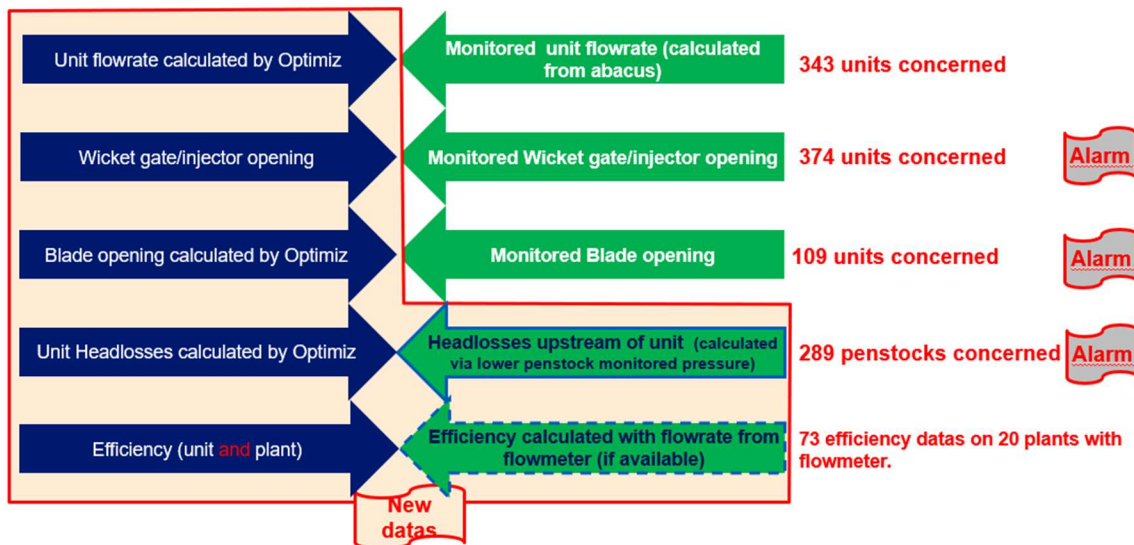 Unit flowrate calculated by Optimiz
Monitored unit flowrate (calculated
from abacus)
343 units concerned
Wicket gate/injector opening
Monitored Wicket gate/injector opening
374 units concerned
Alarm
Blade opening calculated by Optimiz
Monitored Blade opening
109 units concerned
Alarm
Unit Headlosses calculated by Optimiz
Headlosses upstream of unit (calculated
via lower penstock monitored pressure)
289 penstocks concerned
Alarm
Efficiency (unit and plant)
Efficiency calculated with flowrate from
flowmeter (if available)
73 efficiency datas on 20 plants with
flowmeter.
New
datas